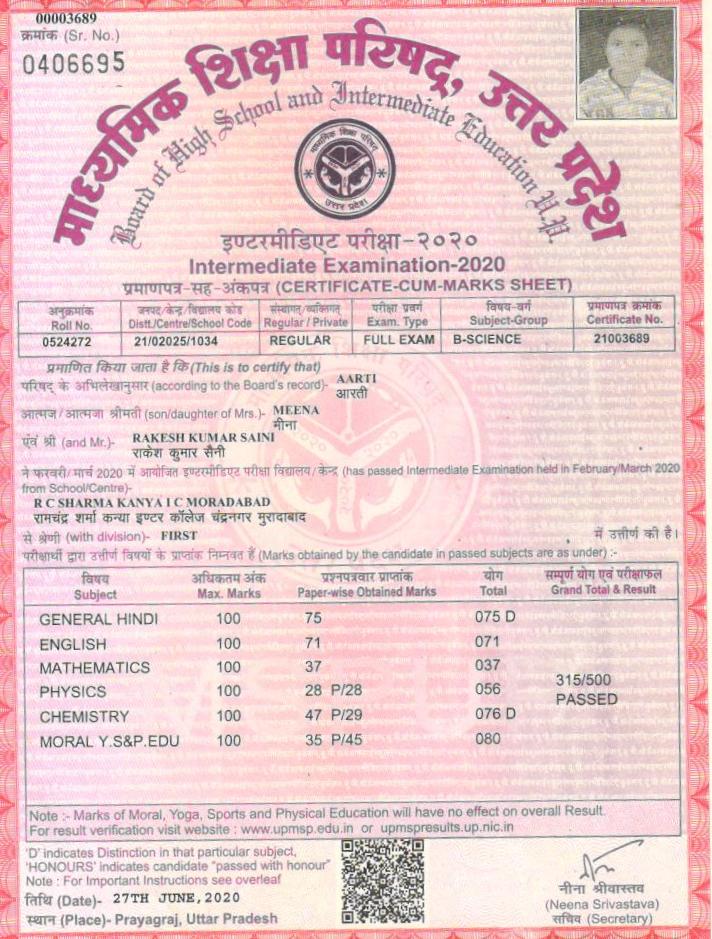 00003689
क्रमांक (Sr. No.)
0406695
माध्यमिक शिक्षा परिषद्, उत्तर प्रदेश
Board of High School and Intermediate Education U.P.
माध्यमिक शिक्षा परिषद
उत्तर प्रदेश
इण्टरमीडिएट परीक्षा-२०२०
Intermediate Examination-2020
प्रमाणपत्र-सह-अंकपत्र (CERTIFICATE-CUM-MARKS SHEET)
अनुक्रमांक जनपद/केन्द्र/विद्यालय कोड संस्थागत/व्यक्तिगत परीक्षा प्रवर्ग विषय-वर्ग प्रमाणपत्र क्रमांक
Roll No. Distt./Centre/School Code Regular / Private Exam. Type Subject-Group Certificate No.
0524272 21/02025/1034 REGULAR FULL EXAM B-SCIENCE 21003689
प्रमाणित किया जाता है कि (This is to certify that)
परिषद् के अभिलेखानुसार (according to the Board's record)- AARTI
आरती
आत्मज/आत्मजा श्रीमती (son/daughter of Mrs.)- MEENA
मीना
एंवं श्री (and Mr.)- RAKESH KUMAR SAINI
राकेश कुमार सैनी
ने फरवरी/मार्च 2020 में आयोजित इण्टरमीडिएट परीक्षा विद्यालय/केन्द्र (has passed Intermediate Examination held in February/March 2020
from School/Centre)-
R C SHARMA KANYA I C MORADABAD
रामचंद्र शर्मा कन्या इण्टर कॉलेज चंद्रनगर मुरादाबाद
से श्रेणी (with division)- FIRST में उत्तीर्ण की है।
परीक्षार्थी द्वारा उत्तीर्ण विषयों के प्राप्तांक निम्नवत हैं (Marks obtained by the candidate in passed subjects are as under) :-
विषय अधिकतम अंक प्रश्नपत्रवार प्राप्तांक योग सम्पूर्ण योग एवं परीक्षाफल
Subject Max. Marks Paper-wise Obtained Marks Total Grand Total & Result
GENERAL HINDI 100 75 075 D
ENGLISH 100 71 071
MATHEMATICS 100 37 037
315/500
PHYSICS 100 28 P/28 056
PASSED
CHEMISTRY 100 47 P/29 076 D
MORAL Y.S&P.EDU 100 35 P/45 080
Note :- Marks of Moral, Yoga, Sports and Physical Education will have no effect on overall Result.
For result verification visit website : www.upmsp.edu.in or upmspresults.up.nic.in
'D' indicates Distinction in that particular subject,
'HONOURS' indicates candidate "passed with honour"
Note : For Important Instructions see overleaf
तिथि (Date)- 27TH JUNE, 2020
स्थान (Place)- Prayagraj, Uttar Pradesh
नीना श्रीवास्तव
(Neena Srivastava)
सचिव (Secretary)